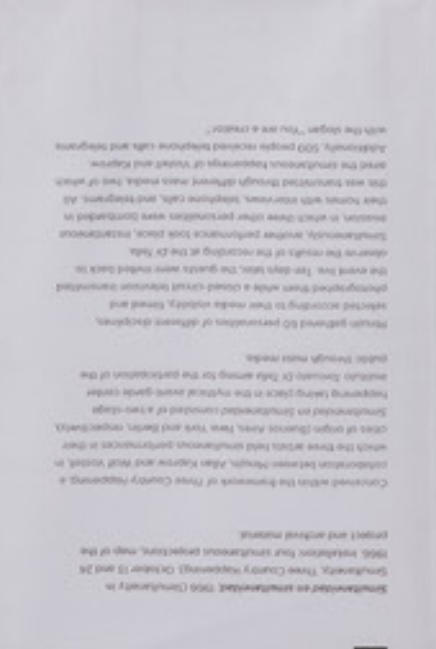 Simultaneidad en simultaneidad, 1966 (Simultaneity in
Simultaneity, Three Country Happening), October 13 and 24
1966. Installation: four simultaneous projections, map of the
project and archival material.
Conceived within the framework of Three Country Happening, a
collaboration between Minujín, Allan Kaprow and Wolf Vostell, in
which the three artists held simultaneous performances in their
cities of origin (Buenos Aires, New York and Berlin, respectively),
Simultaneidad en Simultaneidad consisted of a two-stage
happening taking place in the mythical avant-garde center
Instituto Torcuato Di Tella aiming for the participation of the
public through mass media.
Minujín gathered 60 personalities of different disciplines,
selected according to their media visibility, filmed and
photographed them while a closed-circuit television transmitted
the event live. Ten days later, the guests were invited back to
observe the results of the recording at the Di Tella.
Simultaneously, another performance took place, Instantaneous
Invasion, in which three other personalities were bombarded in
their homes with interviews, telephone calls, and telegrams. All
this was transmitted through different mass media, two of which
aired the simultaneous happenings of Vostell and Kaprow.
Additionally, 500 people received telephone calls and telegrams
with the slogan "You are a creator."